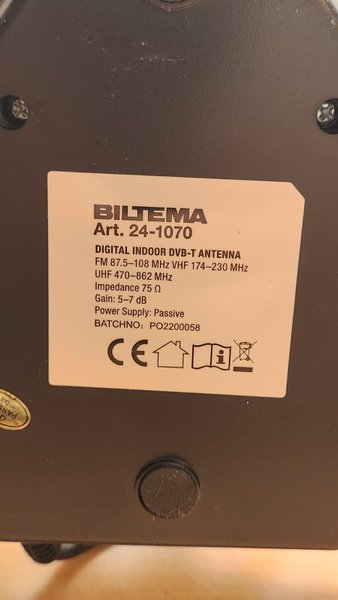 BILTEMA
Art. 24-1070
DIGITAL INDOOR DVB-T ANTENNA
FM 87.5–108 MHz VHF 174–230 MHz
UHF 470–862 MHz
Impedance 75 Ω
Gain: 5–7 dB
Power Supply: Passive
BATCHNO: PO2200058
CE
i